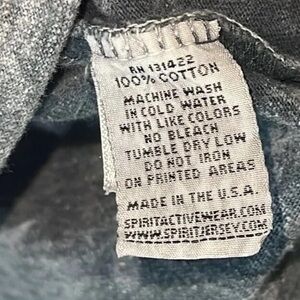 RN 131422
100% COTTON
MACHINE WASH
IN COLD WATER
WITH LIKE COLORS
NO BLEACH
TUMBLE DRY LOW
DO NOT IRON
ON PRINTED AREAS
MADE IN THE U.S.A.
SPIRITACTIVEWEAR.COM
WWW.SPIRITJERSEY.COM